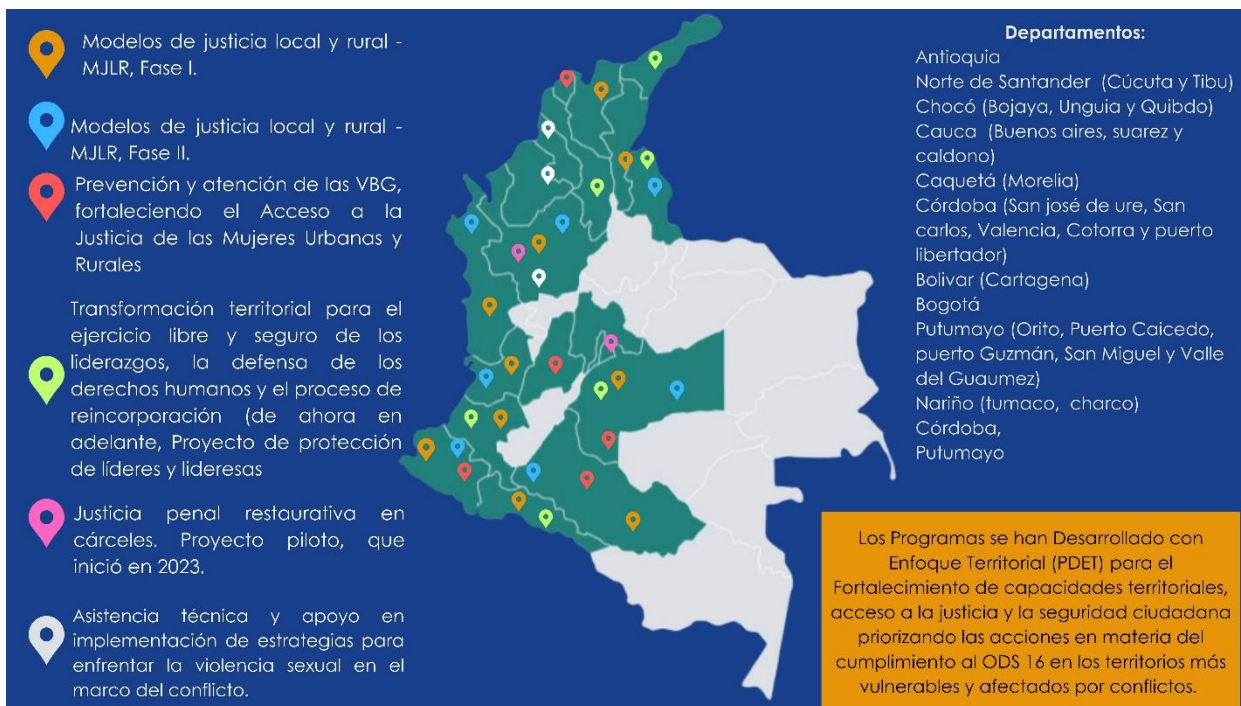 Modelos de justicia local y rural -
MJLR, Fase I.
Modelos de justicia local y rural -
MJLR, Fase II.
Prevención y atención de las VBG,
fortaleciendo el Acceso a la
Justicia de las Mujeres Urbanas y
Rurales
Transformación territorial para el
ejercicio libre y seguro de los
liderazgos, la defensa de los
derechos humanos y el proceso de
reincorporación (de ahora en
adelante, Proyecto de protección
de líderes y lideresas
Justicia penal restaurativa en
cárceles. Proyecto piloto, que
inició en 2023.
Asistencia técnica y apoyo en
implementación de estrategias para
enfrentar la violencia sexual en el
marco del conflicto.
Departamentos:
Antioquia
Norte de Santander (Cúcuta y Tibu)
Chocó (Bojaya, Unguia y Quibdo)
Cauca (Buenos aires, suarez y
caldono)
Caquetá (Morelia)
Córdoba (San josé de ure, San
carlos, Valencia, Cotorra y puerto
libertador)
Bolivar (Cartagena)
Bogotá
Putumayo (Orito, Puerto Caicedo,
puerto Guzmán, San Miguel y Valle
del Guaumez)
Nariño (tumaco, charco)
Córdoba,
Putumayo
Los Programas se han Desarrollado con
Enfoque Territorial (PDET) para el
Fortalecimiento de capacidades territoriales,
acceso a la justicia y la seguridad ciudadana
priorizando las acciones en materia del
cumplimiento al ODS 16 en los territorios más
vulnerables y afectados por conflictos.